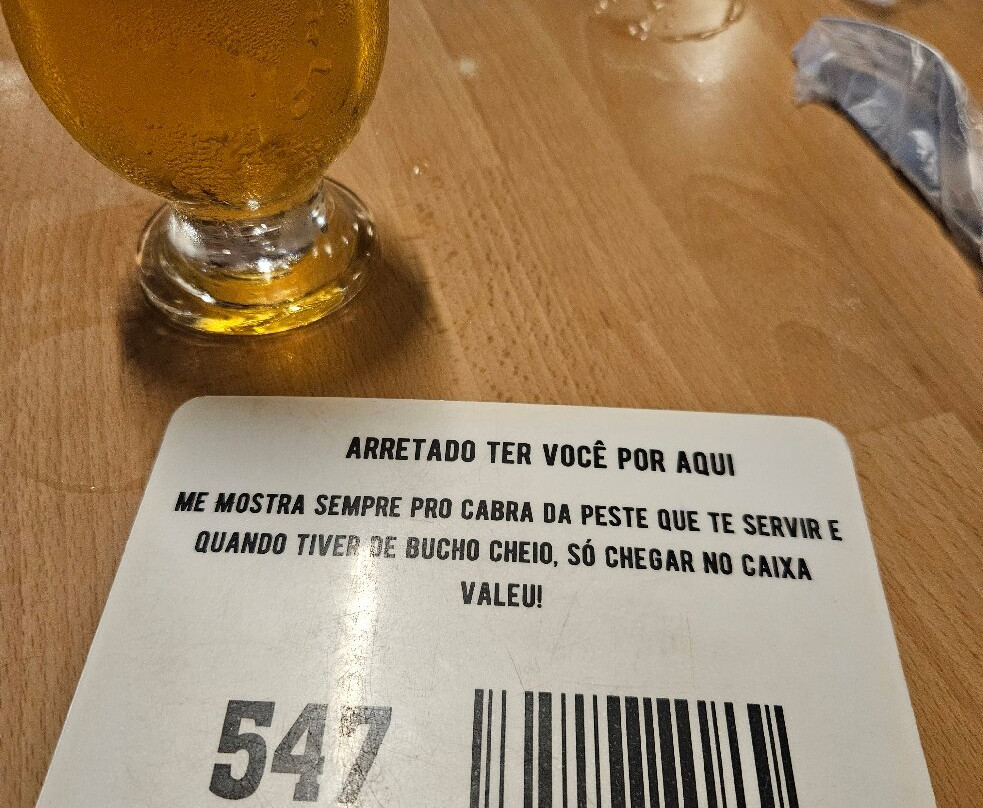 ARRETADO TER VOCÊ POR AQUI
ME MOSTRA SEMPRE PRO CABRA DA PESTE QUE TE SERVIR E
QUANDO TIVER DE BUCHO CHEIO, SÓ CHEGAR NO CAIXA
VALEU!
547